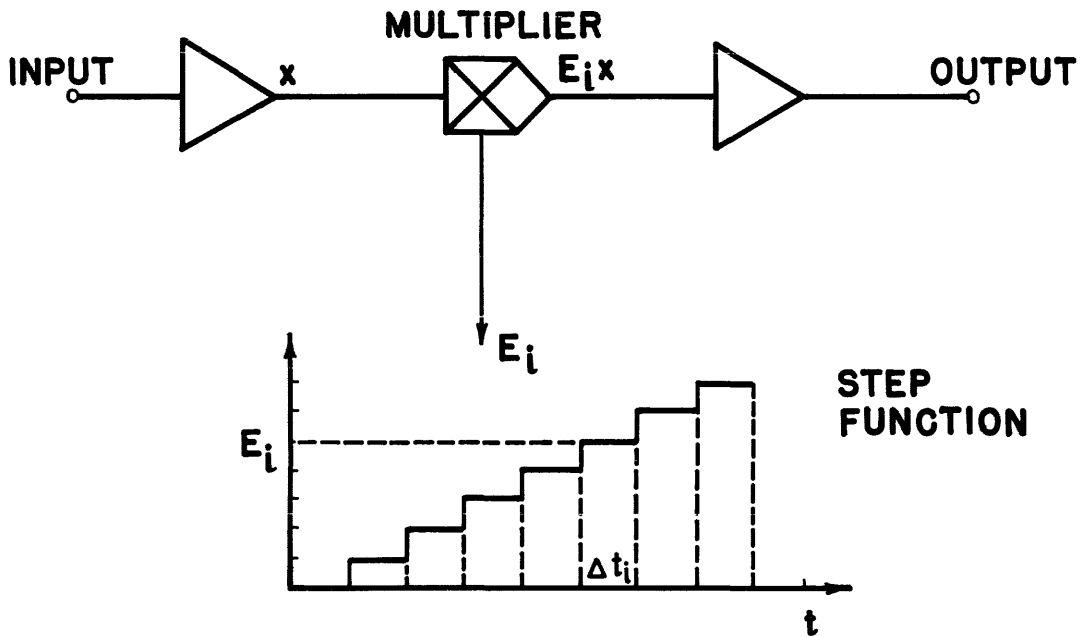 MULTIPLIER
INPUT
x
Eix
OUTPUT
Ei
STEP
FUNCTION
Ei
Δti
t